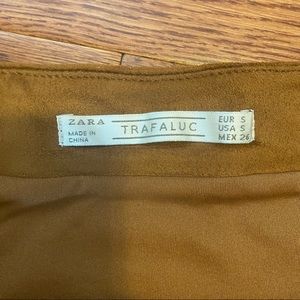 ZARA
MADE IN
CHINA
TRAFALUC
EUR S
USA S
MEX 26